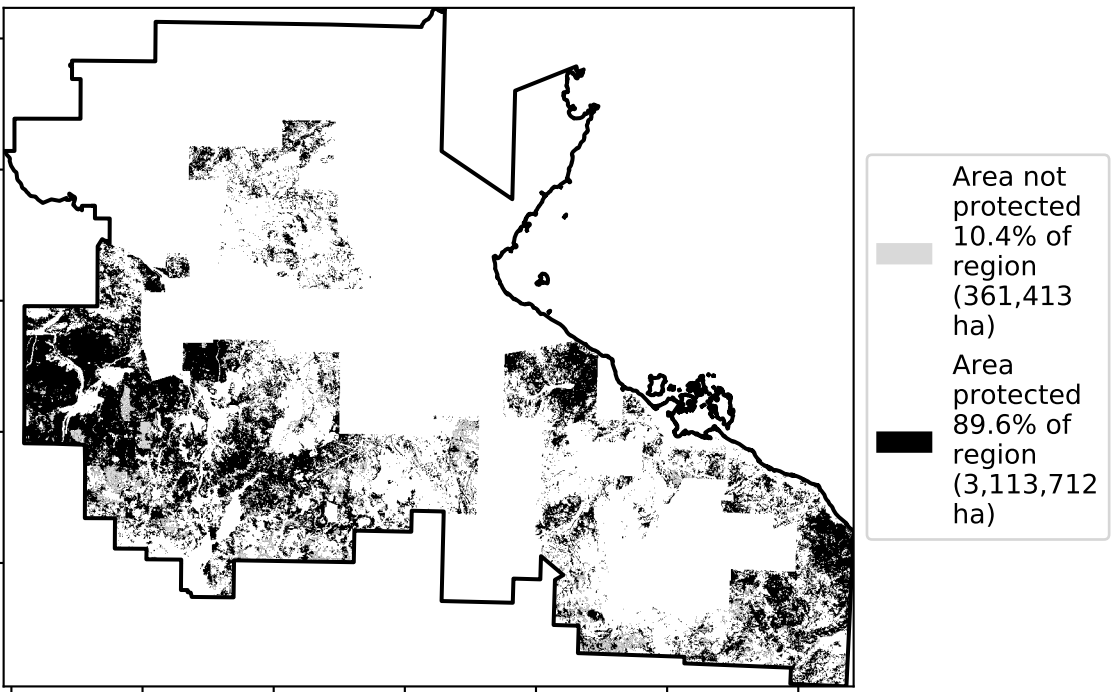 Area not
protected
10.4% of
region
(361,413
ha)
Area
protected
89.6% of
region
(3,113,712
ha)